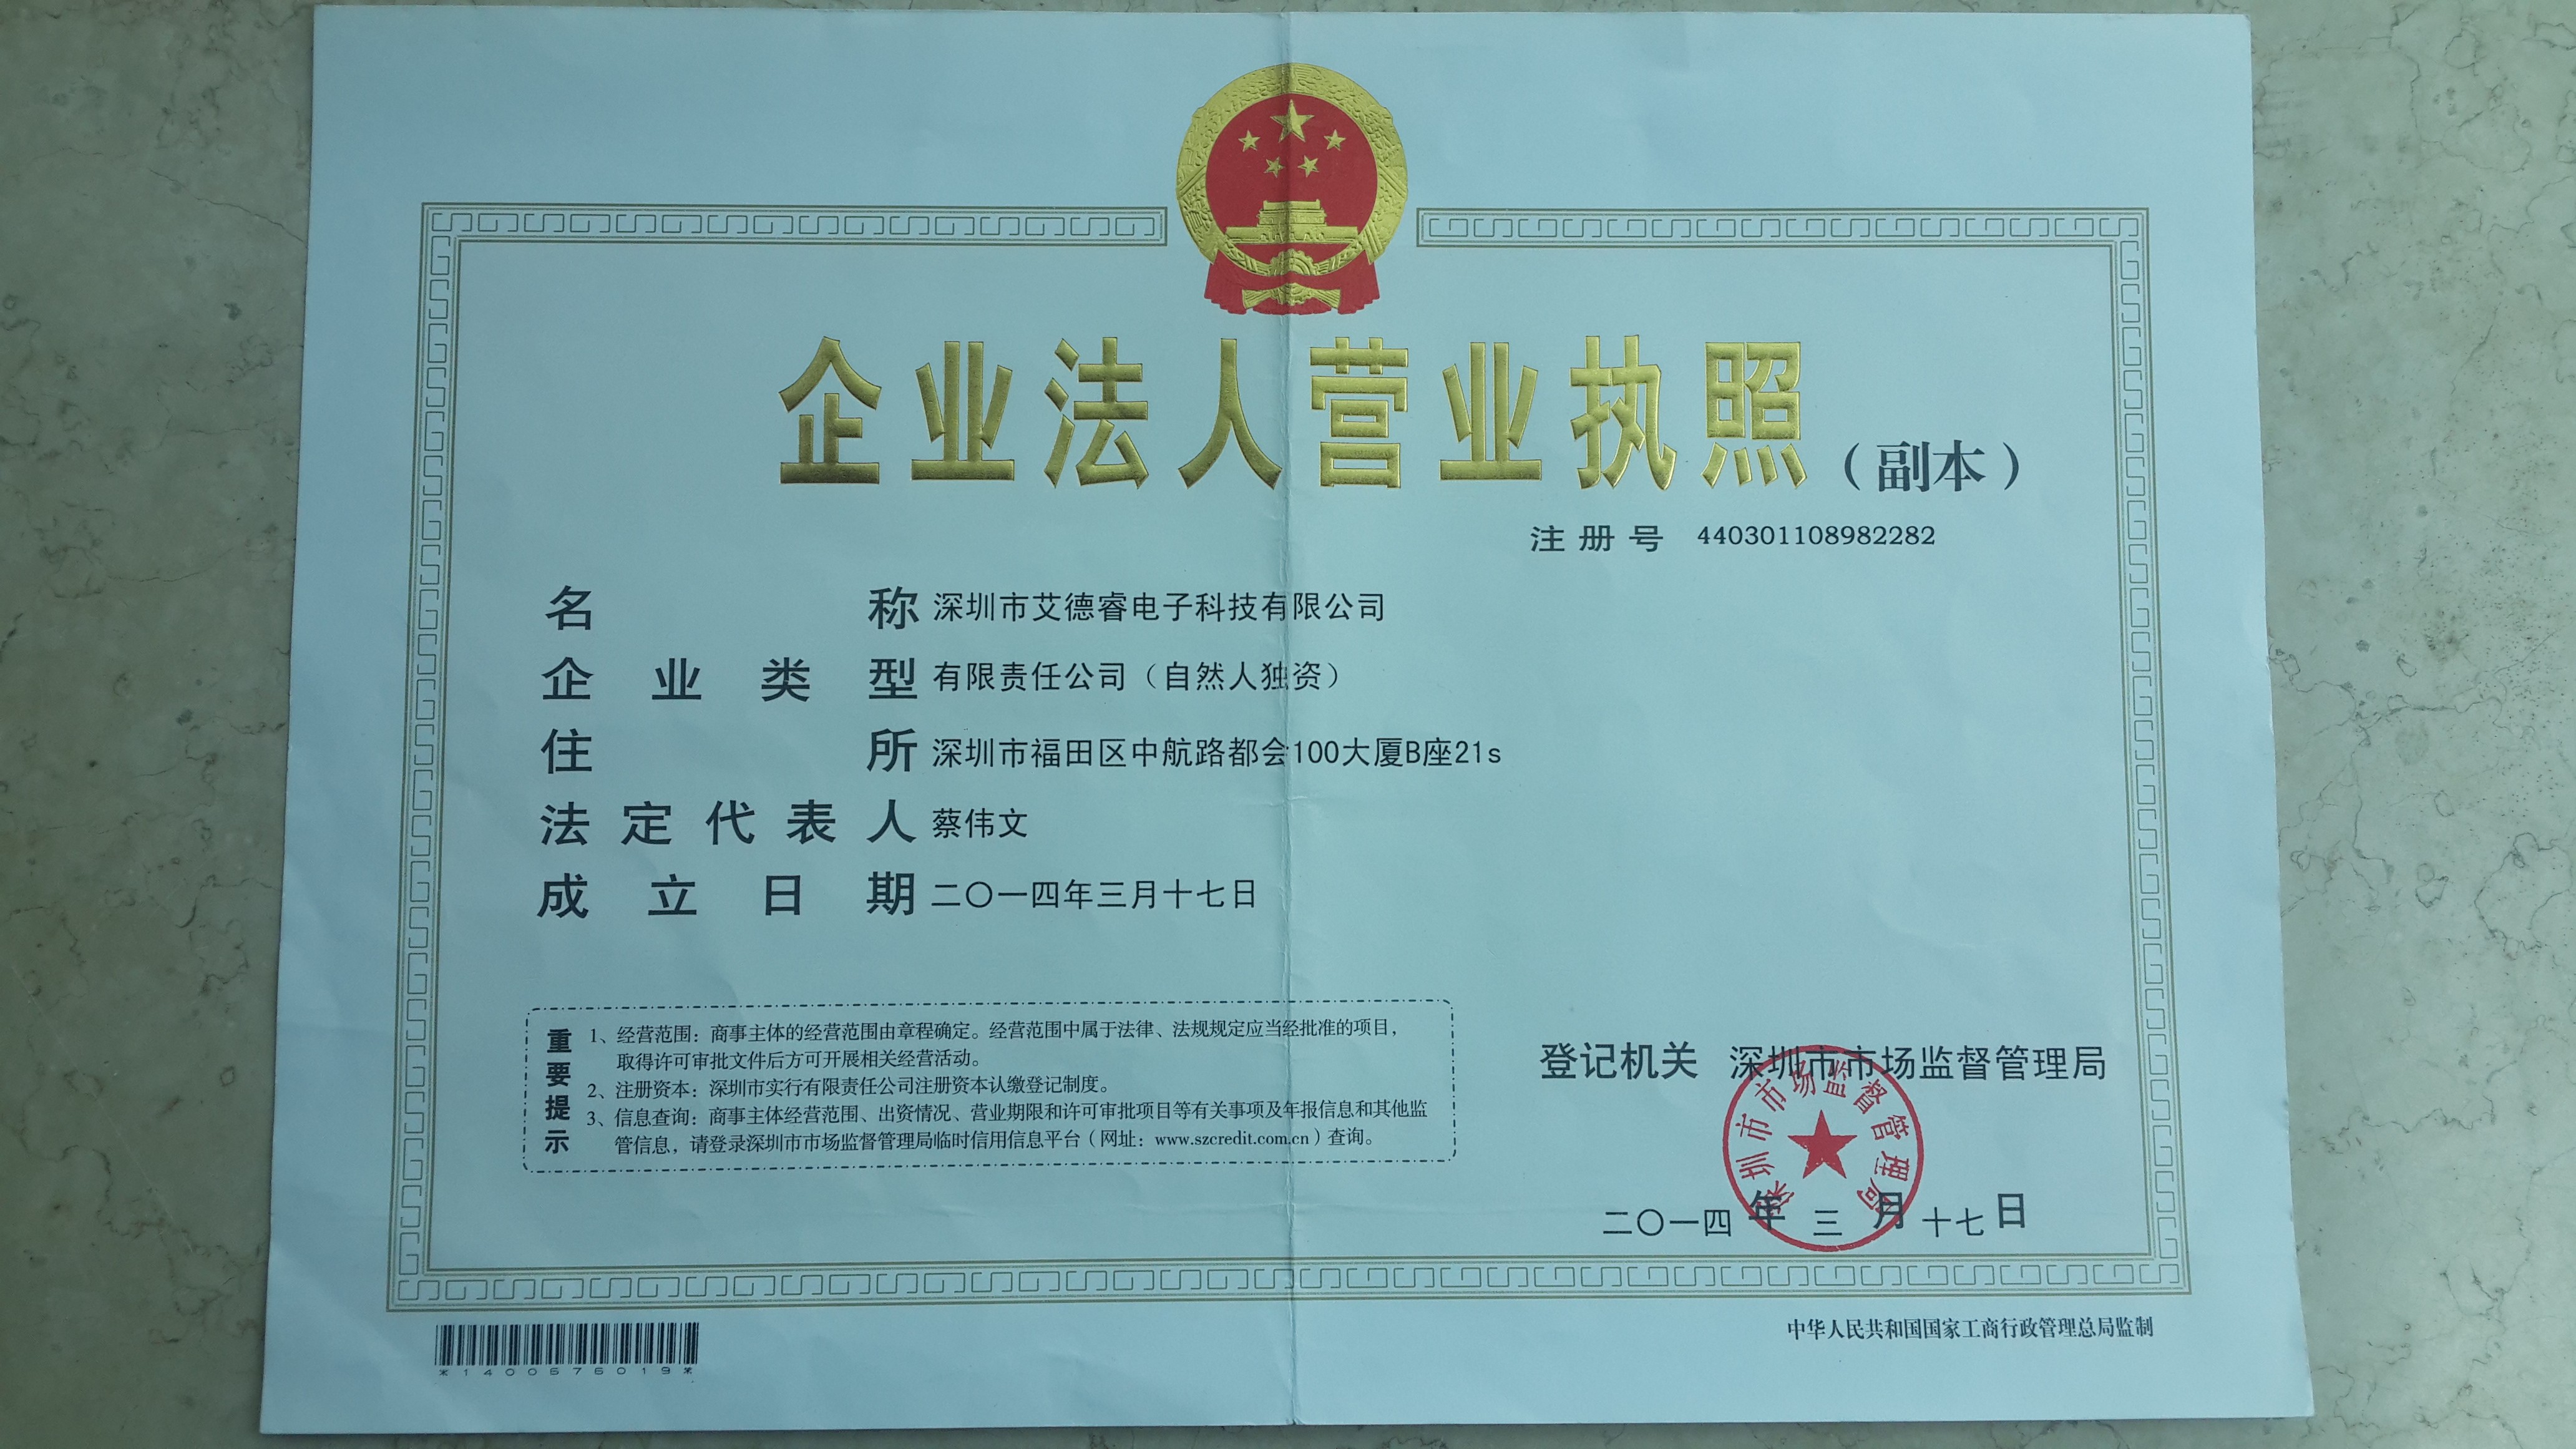 企业法人营业执照（副本）
注册号 440301108982282
名称 深圳市艾德睿电子科技有限公司
企业类型 有限责任公司（自然人独资）
住所 深圳市福田区中航路都会100大厦B座21s
法定代表人 蔡伟文
成立日期 二〇一四年三月十七日
重要提示
1、经营范围：商事主体的经营范围由章程确定。经营范围中属于法律、法规规定应当经批准的项目，
取得许可审批文件后方可开展相关经营活动。
2、注册资本：深圳市实行有限责任公司注册资本认缴登记制度。
3、信息查询：商事主体经营范围、出资情况、营业期限和许可审批项目等有关事项及年报信息和其他监
管信息，请登录深圳市市场监督管理局临时信用信息平台（网址：www.szcredit.com.cn）查询。
登记机关 深圳市市场监督管理局
深圳市市场监督管理局
二〇一四年三月十七日
中华人民共和国国家工商行政管理总局监制
*1400676019*